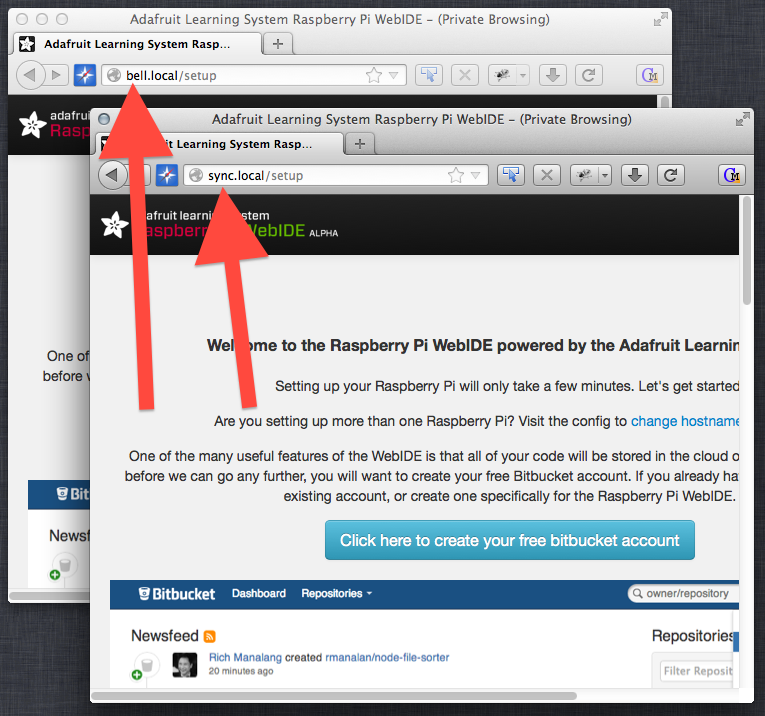 Adafruit Learning System Raspberry Pi WebIDE – (Private Browsing)
Adafruit Learning System Rasp...
bell.local/setup
One of
before
Bitbuc
Newsfe
Adafruit Learning System Raspberry Pi WebIDE – (Private Browsing)
uit Learning System Rasp...
sync.local/setup
learning system
WebIDE ALPHA
Welcome to the Raspberry Pi WebIDE powered by the Adafruit Learnin
Setting up your Raspberry Pi will only take a few minutes. Let's get started
Are you setting up more than one Raspberry Pi? Visit the config to change hostname
One of the many useful features of the WebIDE is that all of your code will be stored in the cloud o
before we can go any further, you will want to create your free Bitbucket account. If you already ha
existing account, or create one specifically for the Raspberry Pi WebIDE.
Click here to create your free bitbucket account
Bitbucket Dashboard Repositories owner/repository
Newsfeed Repositories
Rich Manalang created rmanalan/node-file-sorter
20 minutes ago
Filter Reposit